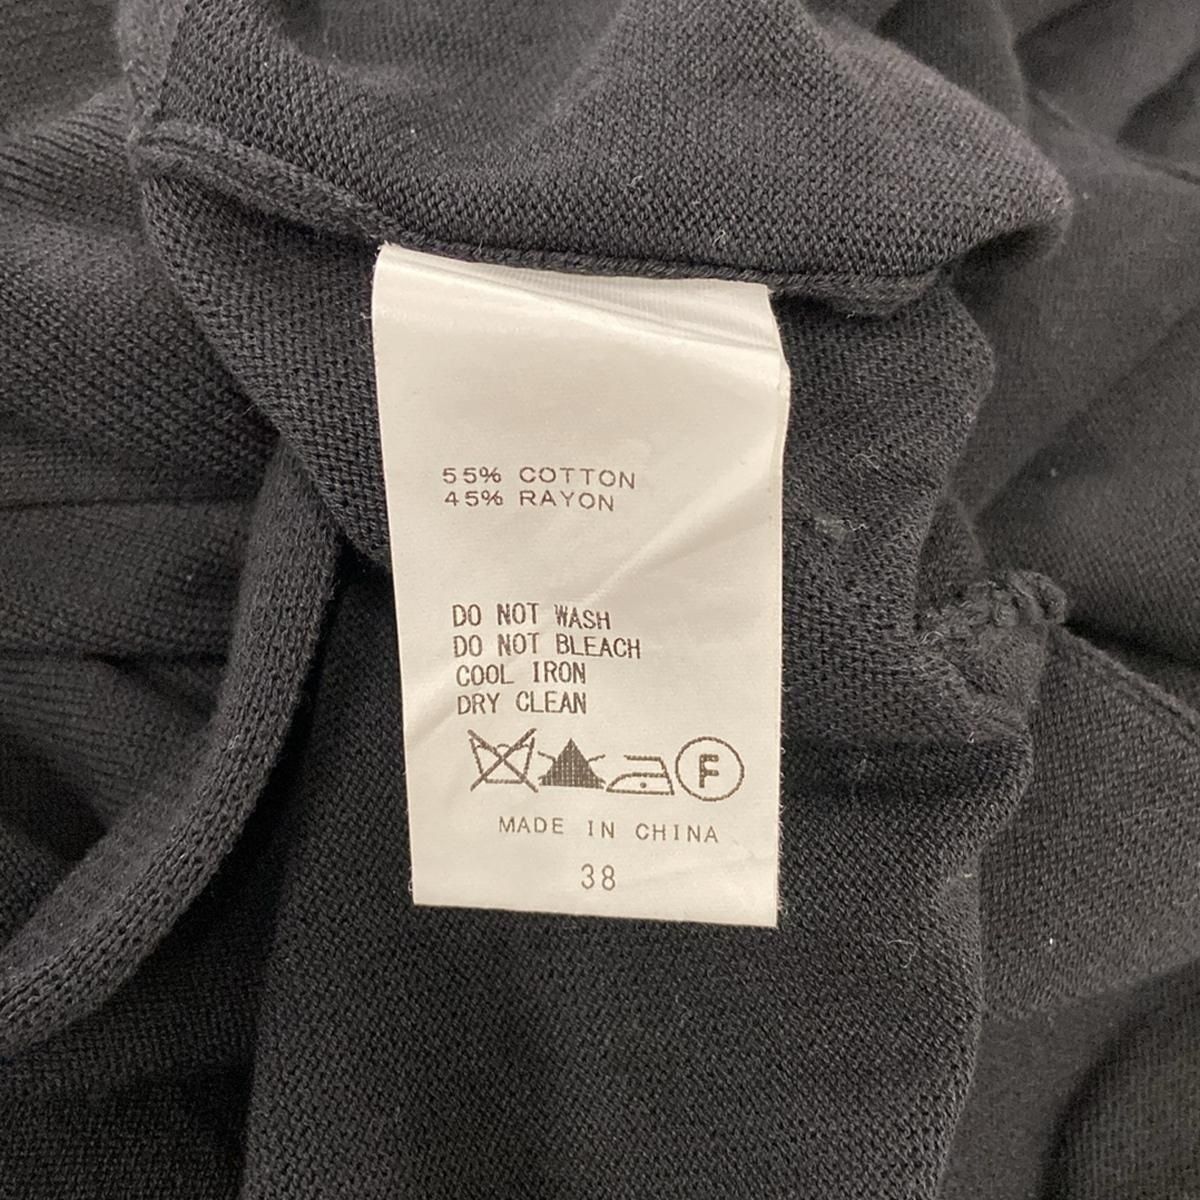 55% COTTON
45% RAYON
DO NOT WASH
DO NOT BLEACH
COOL IRON
DRY CLEAN
F
MADE IN CHINA
38